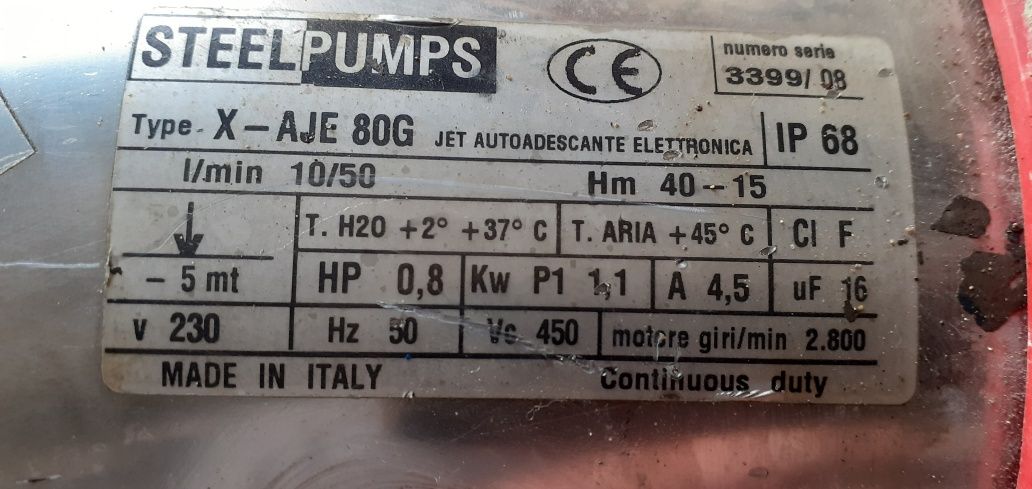 STEELPUMPS CE numero serie
3399/08
Type. X-AJE 80G JET AUTOADESCANTE ELETTRONICA IP 68
l/min 10/50 Hm 40-15
T. H2O +2° +37° C T. ARIA +45° C Cl F
- 5 mt HP 0,8 Kw P1 1,1 A 4,5 uF 16
v 230 Hz 50 Vc 450 motore giri/min 2.800
MADE IN ITALY Continuous duty